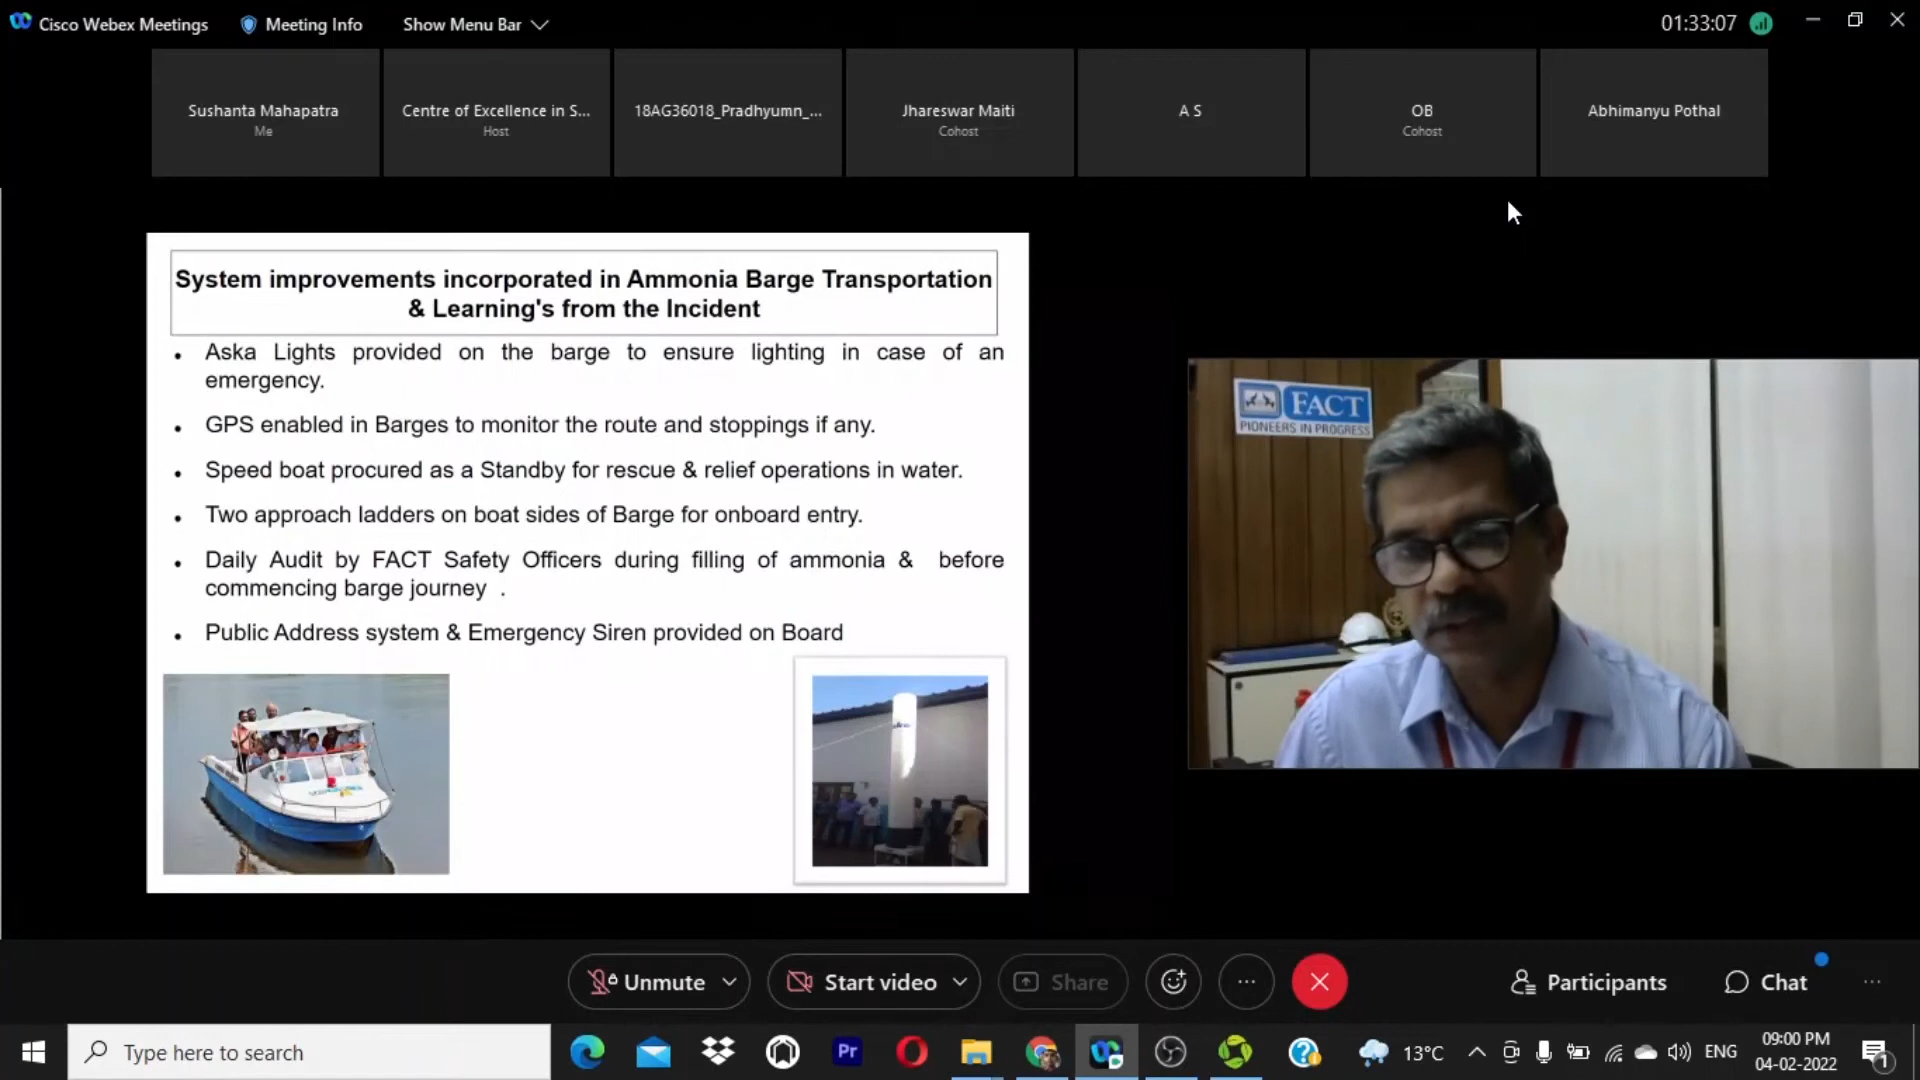 Cisco Webex Meetings Meeting Info Show Menu Bar 01:33:07
Sushanta Mahapatra
Me
Centre of Excellence in S...
Host
18AG36018_Pradhyumn_...
Jhareswar Maiti
Cohost
A S
OB
Cohost
Abhimanyu Pothal
System improvements incorporated in Ammonia Barge Transportation
& Learning's from the Incident
• Aska Lights provided on the barge to ensure lighting in case of an
emergency.
• GPS enabled in Barges to monitor the route and stoppings if any.
• Speed boat procured as a Standby for rescue & relief operations in water.
• Two approach ladders on boat sides of Barge for onboard entry.
• Daily Audit by FACT Safety Officers during filling of ammonia & before
commencing barge journey .
• Public Address system & Emergency Siren provided on Board
FACT
PIONEERS IN PROGRESS
Unmute Start video Share Participants Chat
Type here to search
Pr
13°C
ENG
09:00 PM
04-02-2022
1